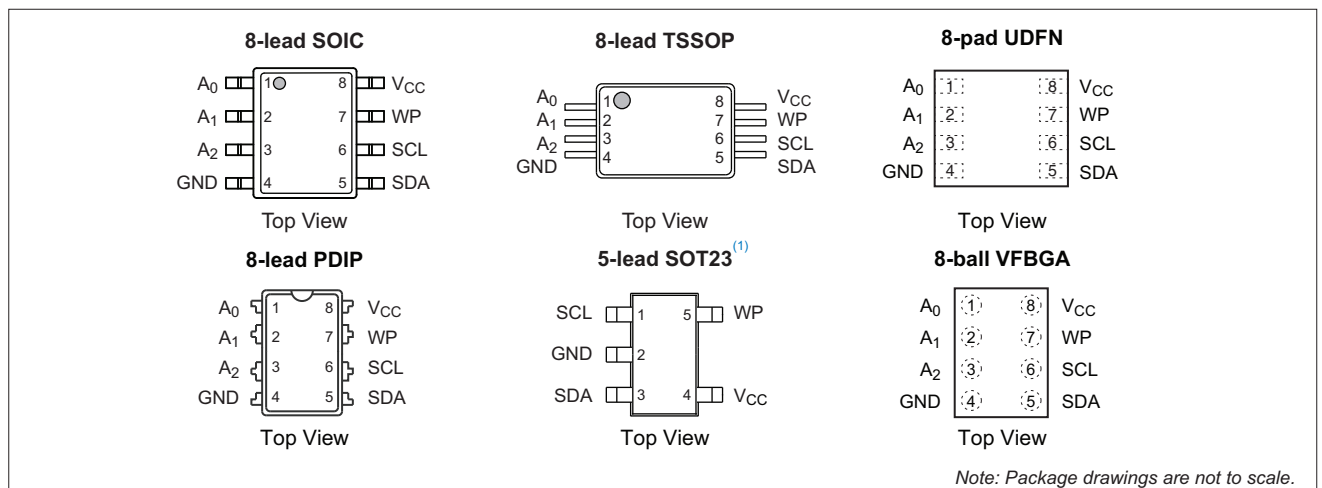 8-lead SOIC
A0 1 8 VCC
A1 2 7 WP
A2 3 6 SCL
GND 4 5 SDA
Top View
8-lead TSSOP
A0 1 8 VCC
A1 2 7 WP
A2 3 6 SCL
GND 4 5 SDA
Top View
8-pad UDFN
A0 1 8 VCC
A1 2 7 WP
A2 3 6 SCL
GND 4 5 SDA
Top View
8-lead PDIP
A0 1 8 VCC
A1 2 7 WP
A2 3 6 SCL
GND 4 5 SDA
Top View
5-lead SOT23(1)
SCL 1 5 WP
GND 2
SDA 3 4 VCC
Top View
8-ball VFBGA
A0 1 8 VCC
A1 2 7 WP
A2 3 6 SCL
GND 4 5 SDA
Top View
Note: Package drawings are not to scale.